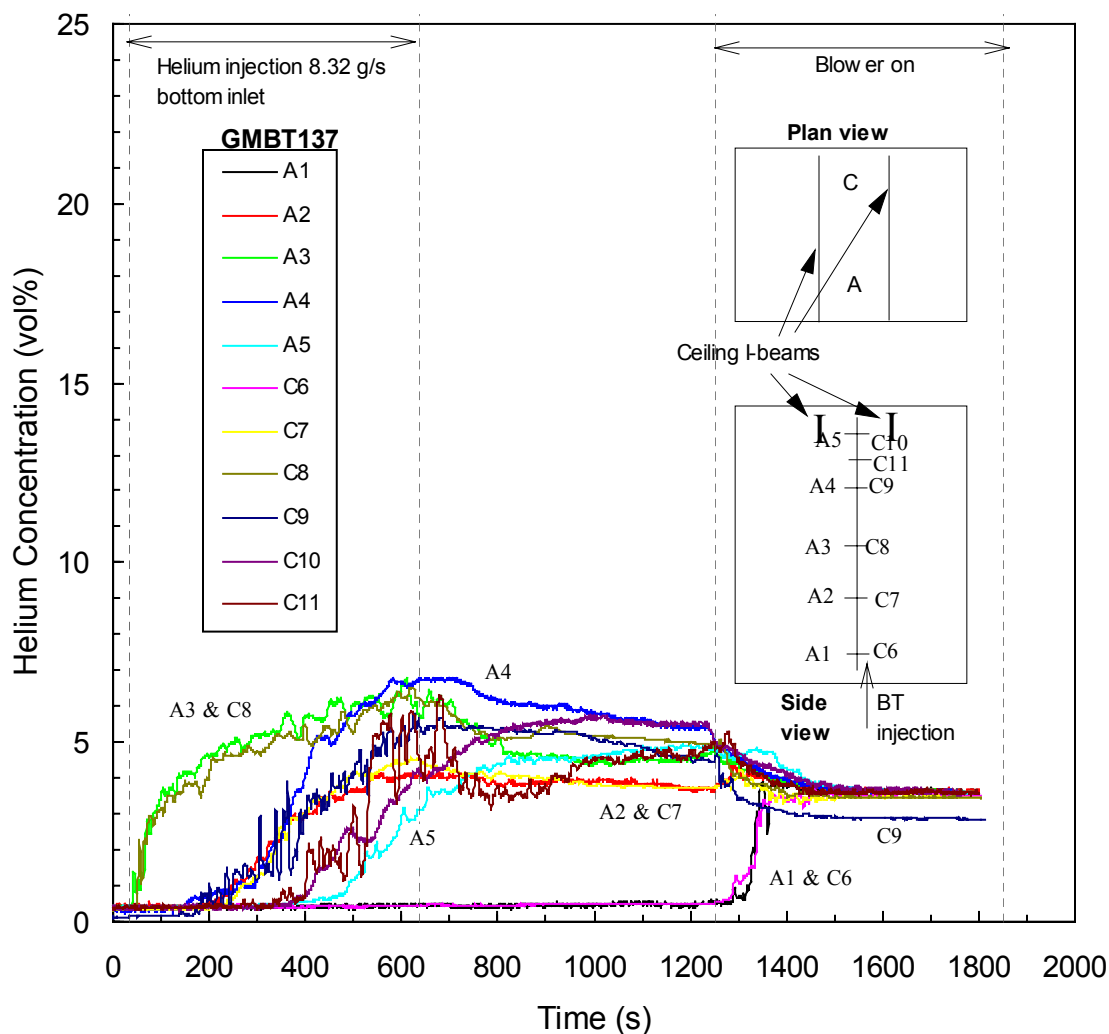 25
20
15
10
5
0
Helium Concentration (vol%)
Helium injection 8.32 g/s
bottom inlet
GMBT137
A1
A2
A3
A4
A5
C6
C7
C8
C9
C10
C11
Blower on
Plan view
C
A
Ceiling I-beams
A5
C10
C11
A4
C9
A3
C8
A2
C7
A1
C6
Side
view
BT
injection
A3 & C8
A4
A5
A2 & C7
A1 & C6
C9
0
200
400
600
800
1000
1200
1400
1600
1800
2000
Time (s)